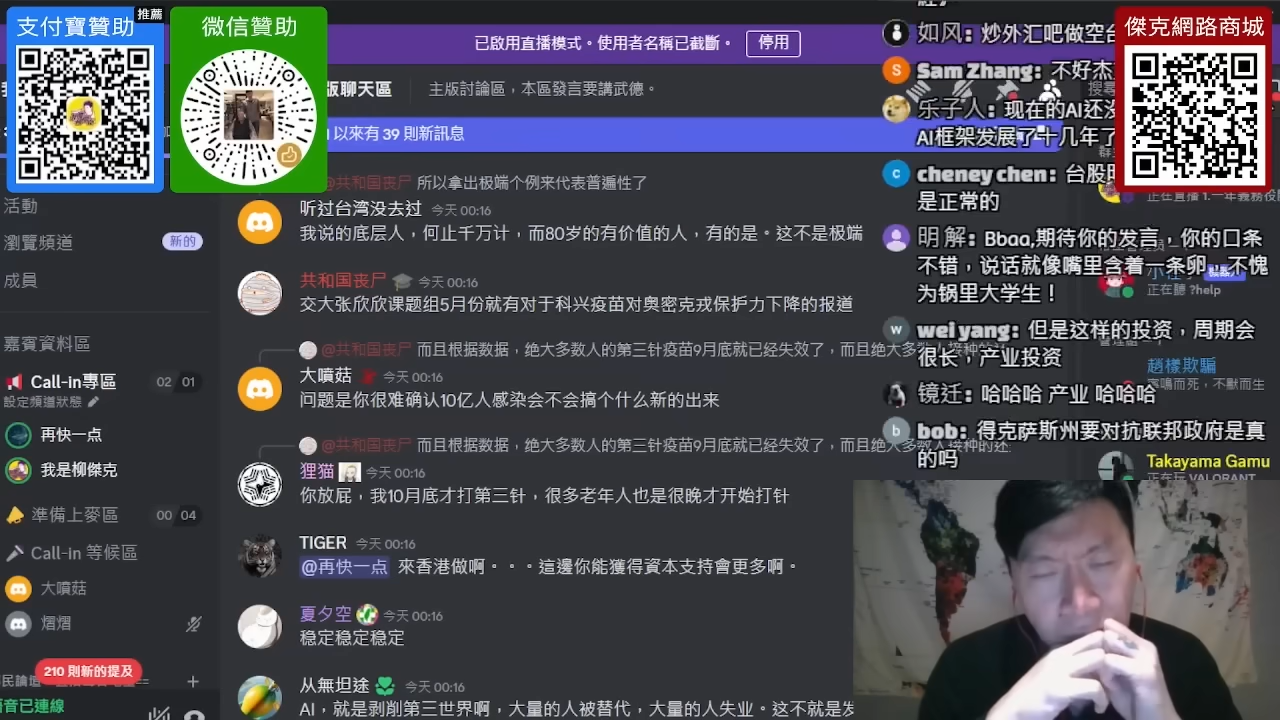 支付寶贊助
推薦
微信贊助
傑克網路商城
已啟用直播模式。使用者名稱已截斷。
停用
版聊天區
主版討論區，本區發言要講武德。
以來有 39 則新訊息
活動
瀏覽頻道
新的
成員
嘉賓資料區
Call-in專區
02 01
設定頻道狀態
再快一点
我是柳傑克
準備上麥區
00 04
Call-in 等候區
大噴菇
熠熠
210 則新的提及
音已連線
@共和国丧尸 所以拿出极端个例来代表普遍性了
听过台湾没去过 今天 00:16
我说的底层人，何止千万计，而80岁的有价值的人，有的是。这不是极端
共和国丧尸 今天 00:16
交大张欣欣课题组5月份就有对于科兴疫苗对奥密克戎保护力下降的报道
@共和国丧尸 而且根据数据，绝大多数人的第三针疫苗9月底就已经失效了，而且绝大多数人接种的还
大噴菇 今天 00:16
问题是你很难确认10亿人感染会不会搞个什么新的出来
@共和国丧尸 而且根据数据，绝大多数人的第三针疫苗9月底就已经失效了，而且绝大多数人接种的还.
狸猫 今天 00:16
你放屁，我10月底才打第三针，很多老年人也是很晚才开始打针
TIGER 今天 00:16
@再快一点 來香港做啊。。。這邊你能獲得資本支持會更多啊。
夏夕空 今天 00:16
稳定稳定稳定
从無坦途 今天 00:16
AI，就是剥削第三世界啊，大量的人被替代，大量的人失业。这不就是发
如风: 炒外汇吧做空台
Sam Zhang: 不好杰
乐子人: 现在的AI还没
AI框架发展了十几年了
cheney chen: 台股
是正常的
明 解: Bbaa,期待你的发言，你的口条
不错，说话就像嘴里含着一条卵，不愧
为锅里大学生！
wei yang: 但是这样的投资，周期会
很长，产业投资
镜迁: 哈哈哈 产业 哈哈哈
bob: 得克萨斯州要对抗联邦政府是真
的吗
正在聽 ?help
趙樣欺騙
Takayama Gamu
正在玩 VALORANT